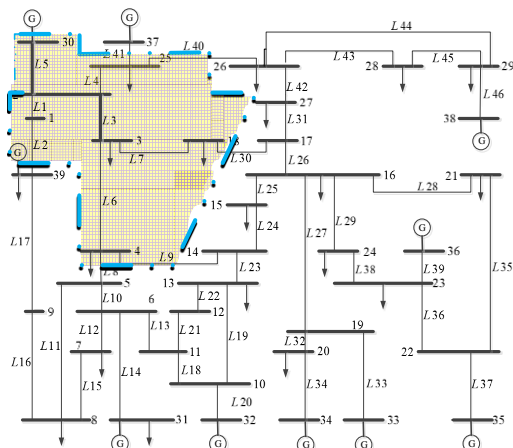 G G
L44
30 L41 37 L40
L5 25 26 L43 28 L45 29
L4
L42 L46
L1 27
1 L3 L31 38
L2 3 18 17 G
G L7 L30 L26
39 16 L28 21
L25
L6 15 L27 L29
L24 G
L17 4 L9 14 24 36 L35
L8 L23 L38 L39
5 13 23
L10 6 L22
9 12 L36
L12 L13 L21 L19 19
L11 7 11 L32 20 22
L16 L18
L15 L14 10 L34 L33 L37
L20
8 31 32 34 33 35
G G G G G